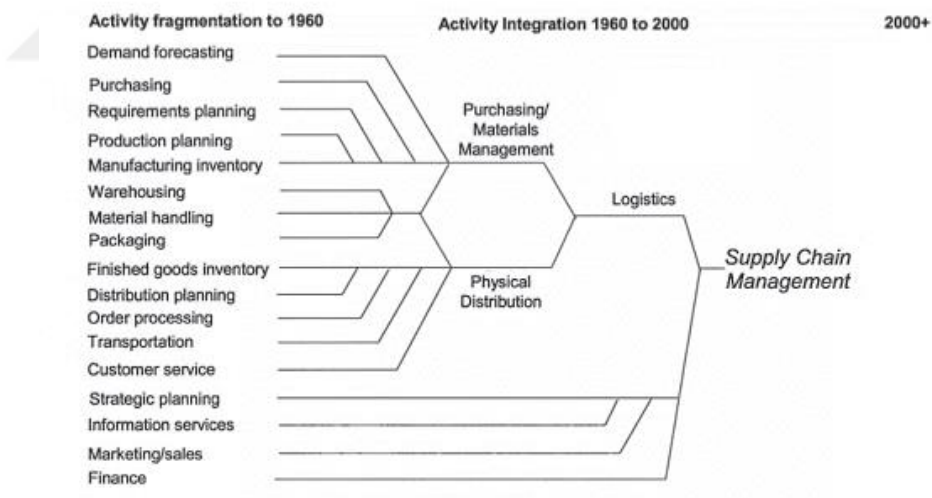 Activity fragmentation to 1960
Activity Integration 1960 to 2000
2000+
Demand forecasting
Purchasing
Requirements planning
Production planning
Manufacturing inventory
Warehousing
Material handling
Packaging
Finished goods inventory
Distribution planning
Order processing
Transportation
Customer service
Strategic planning
Information services
Marketing/sales
Finance
Purchasing/
Materials
Management
Physical
Distribution
Logistics
Supply Chain
Management